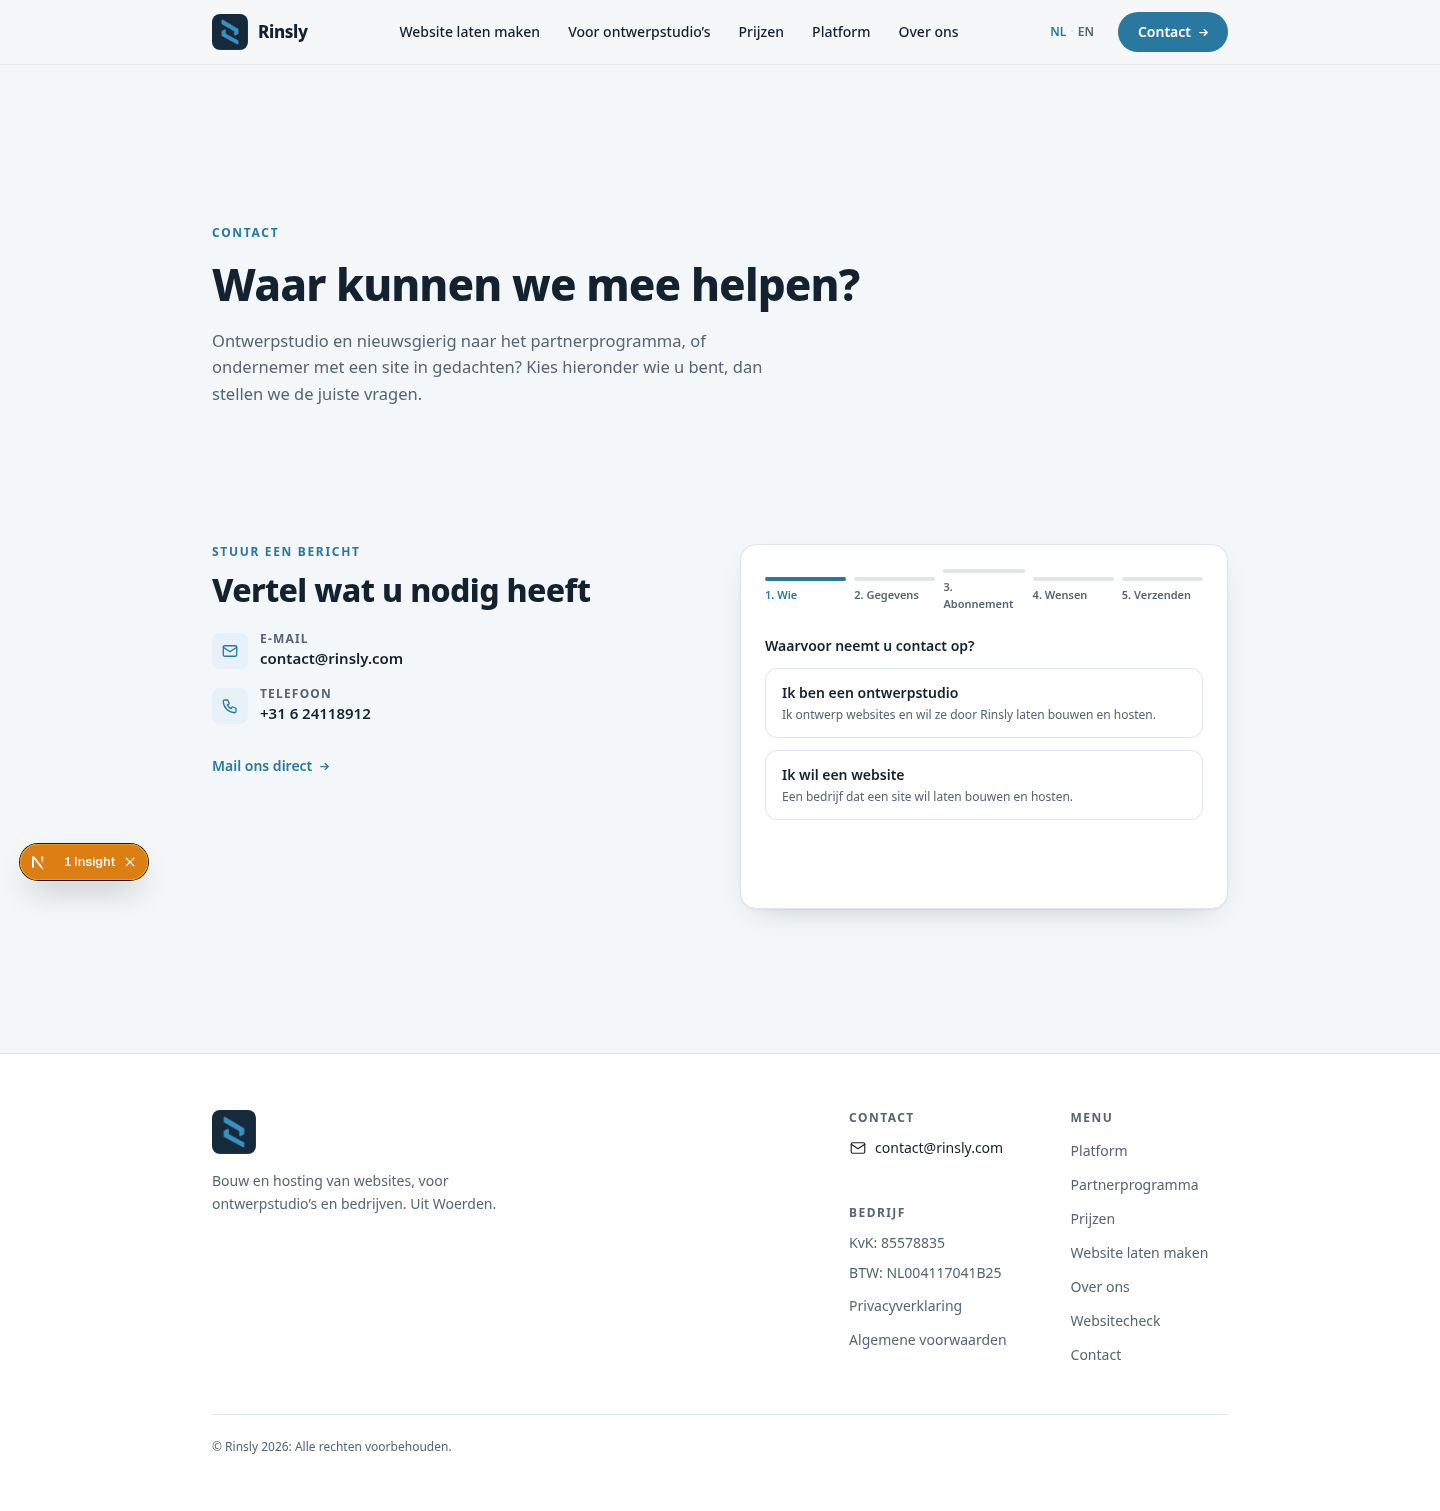 Rinsly
Website laten maken
Voor ontwerpstudio’s
Prijzen
Platform
Over ons
NL · EN
Contact →
CONTACT
Waar kunnen we mee helpen?
Ontwerpstudio en nieuwsgierig naar het partnerprogramma, of
ondernemer met een site in gedachten? Kies hieronder wie u bent, dan
stellen we de juiste vragen.
STUUR EEN BERICHT
Vertel wat u nodig heeft
E-MAIL
contact@rinsly.com
TELEFOON
+31 6 24118912
Mail ons direct →
1. Wie
2. Gegevens
3.
Abonnement
4. Wensen
5. Verzenden
Waarvoor neemt u contact op?
Ik ben een ontwerpstudio
Ik ontwerp websites en wil ze door Rinsly laten bouwen en hosten.
Ik wil een website
Een bedrijf dat een site wil laten bouwen en hosten.
N 1 Insight ×
Bouw en hosting van websites, voor
ontwerpstudio’s en bedrijven. Uit Woerden.
CONTACT
contact@rinsly.com
BEDRIJF
KvK: 85578835
BTW: NL004117041B25
Privacyverklaring
Algemene voorwaarden
MENU
Platform
Partnerprogramma
Prijzen
Website laten maken
Over ons
Websitecheck
Contact
© Rinsly 2026: Alle rechten voorbehouden.